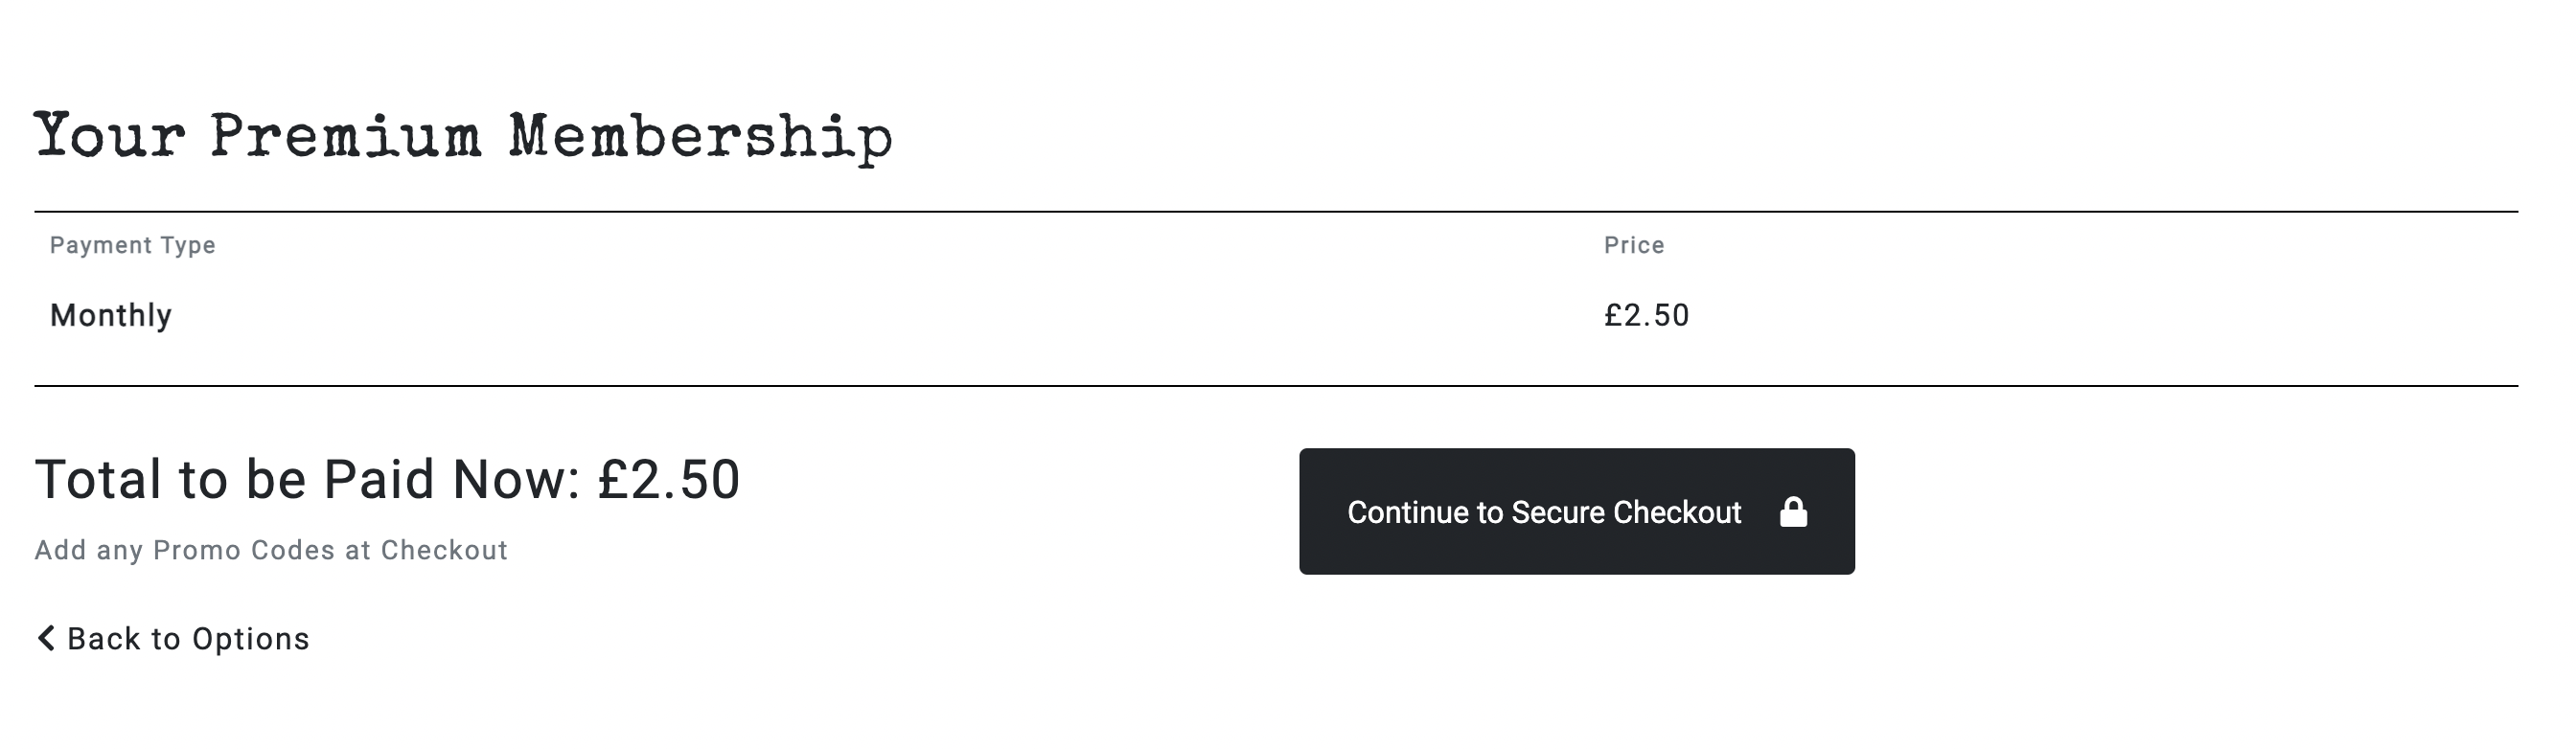 Your Premium Membership
Payment Type Price
Monthly £2.50
Total to be Paid Now: £2.50
Continue to Secure Checkout
Add any Promo Codes at Checkout
Back to Options